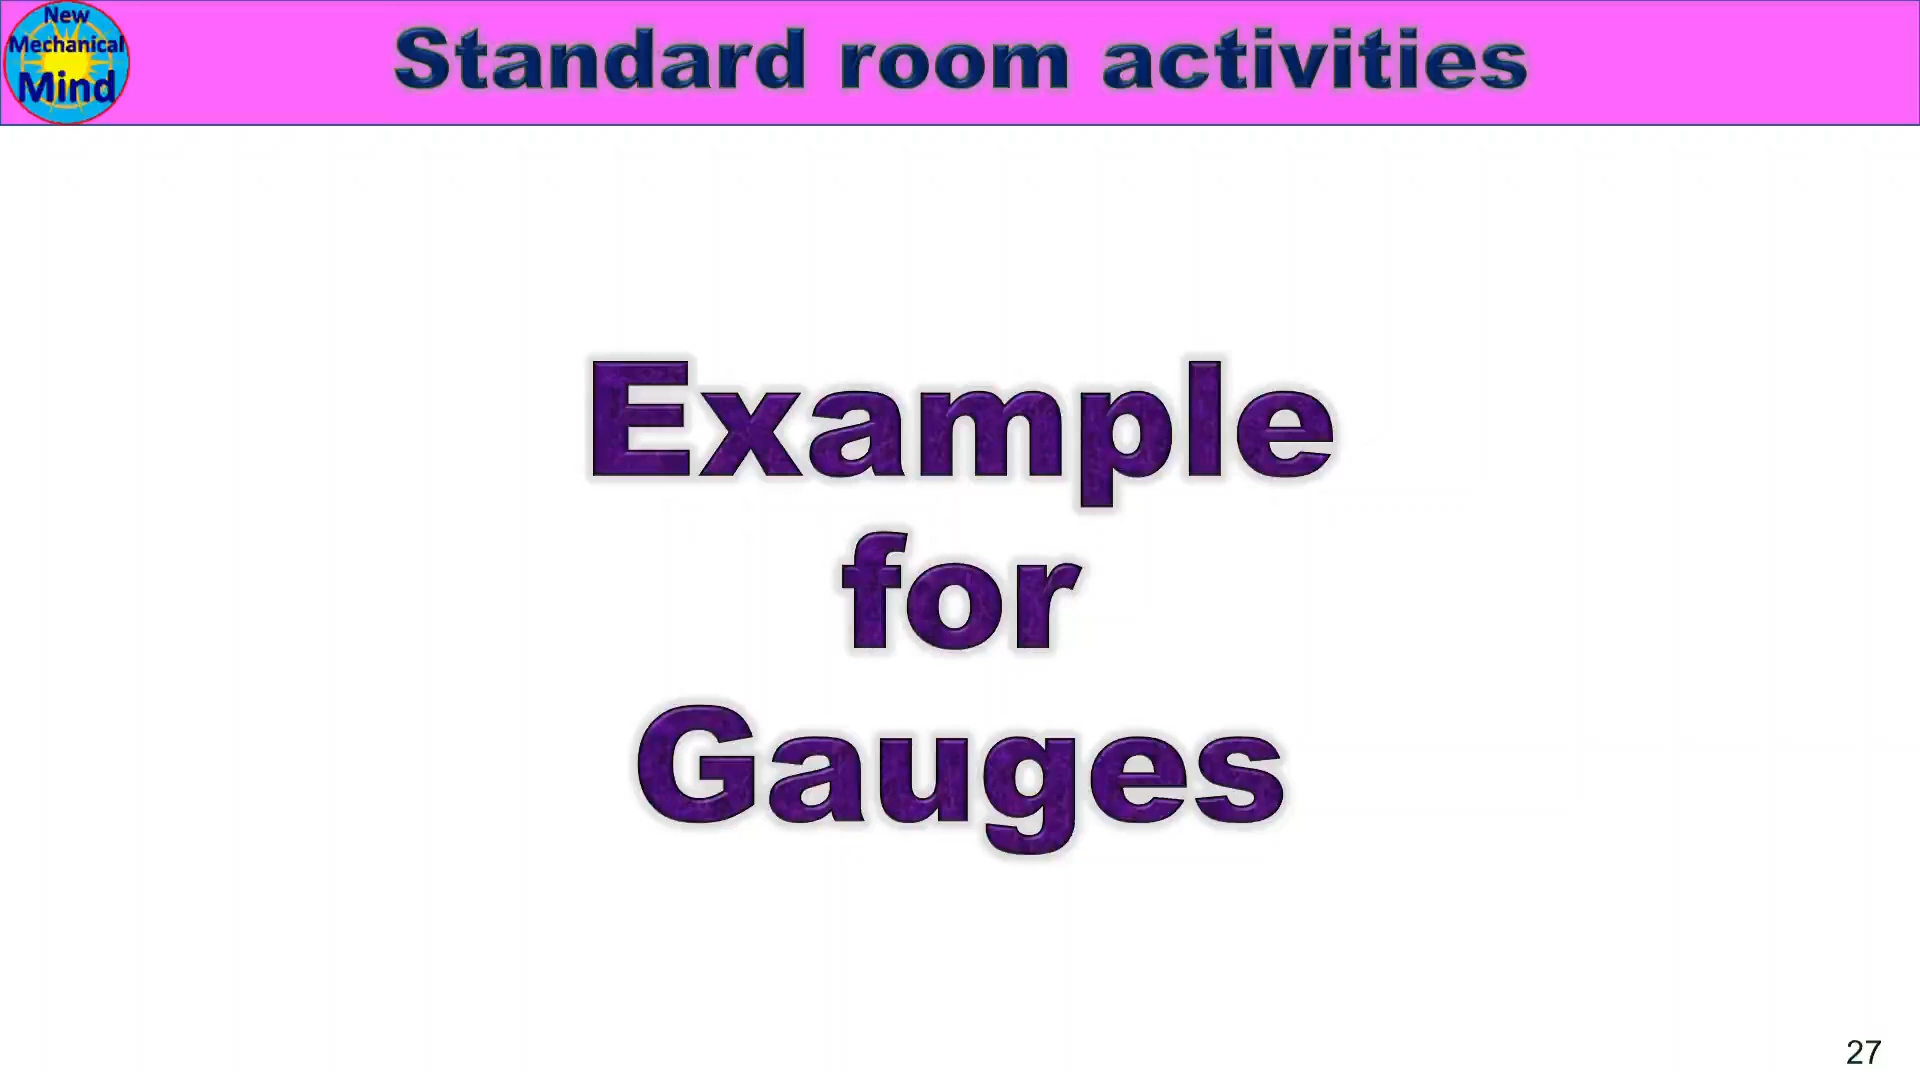 New
Mechanical
Mind
Standard room activities
Example
for
Gauges
27